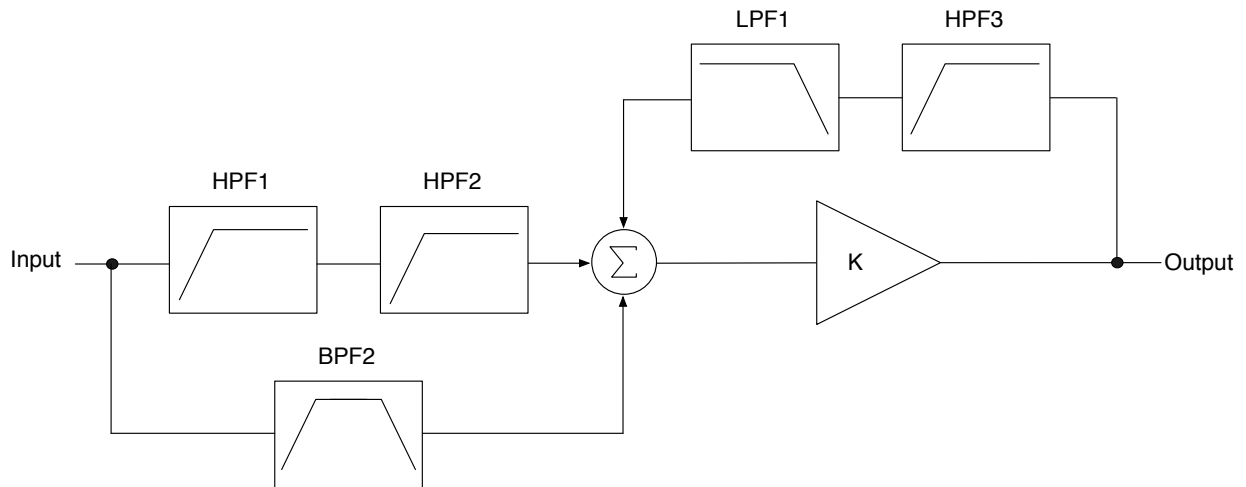 LPF1
HPF3
HPF1
HPF2
Input
Σ
K
Output
BPF2